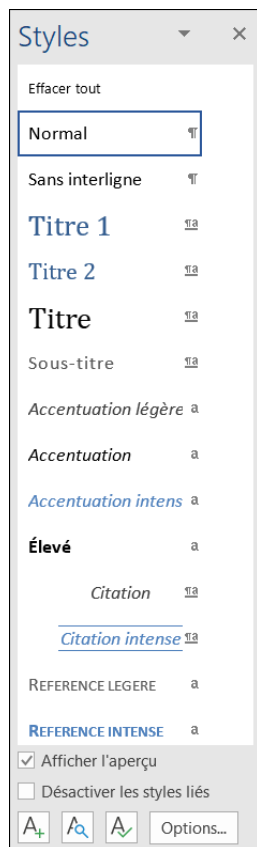 Styles
Effacer tout
Normal ¶
Sans interligne ¶
Titre 1 ¶a
Titre 2 ¶a
Titre ¶a
Sous-titre ¶a
Accentuation légère a
Accentuation a
Accentuation intens a
Élevé a
Citation ¶a
Citation intense ¶a
REFERENCE LEGERE a
REFERENCE INTENSE a
Afficher l'aperçu
Désactiver les styles liés
Options...